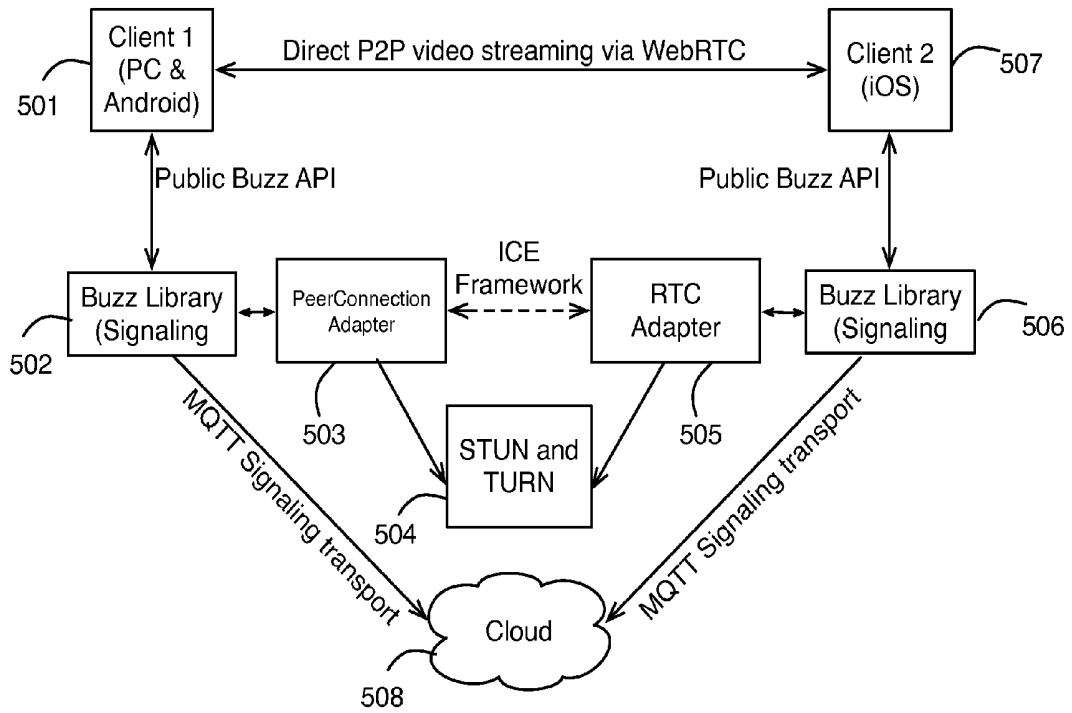 Client 1
(PC &
Android)
501
Direct P2P video streaming via WebRTC
Client 2
(iOS)
507
Public Buzz API
Public Buzz API
ICE
Framework
Buzz Library
(Signaling
502
PeerConnection
Adapter
503
RTC
Adapter
505
Buzz Library
(Signaling
506
STUN and
TURN
504
MQTT Signaling transport
MQTT Signaling transport
Cloud
508